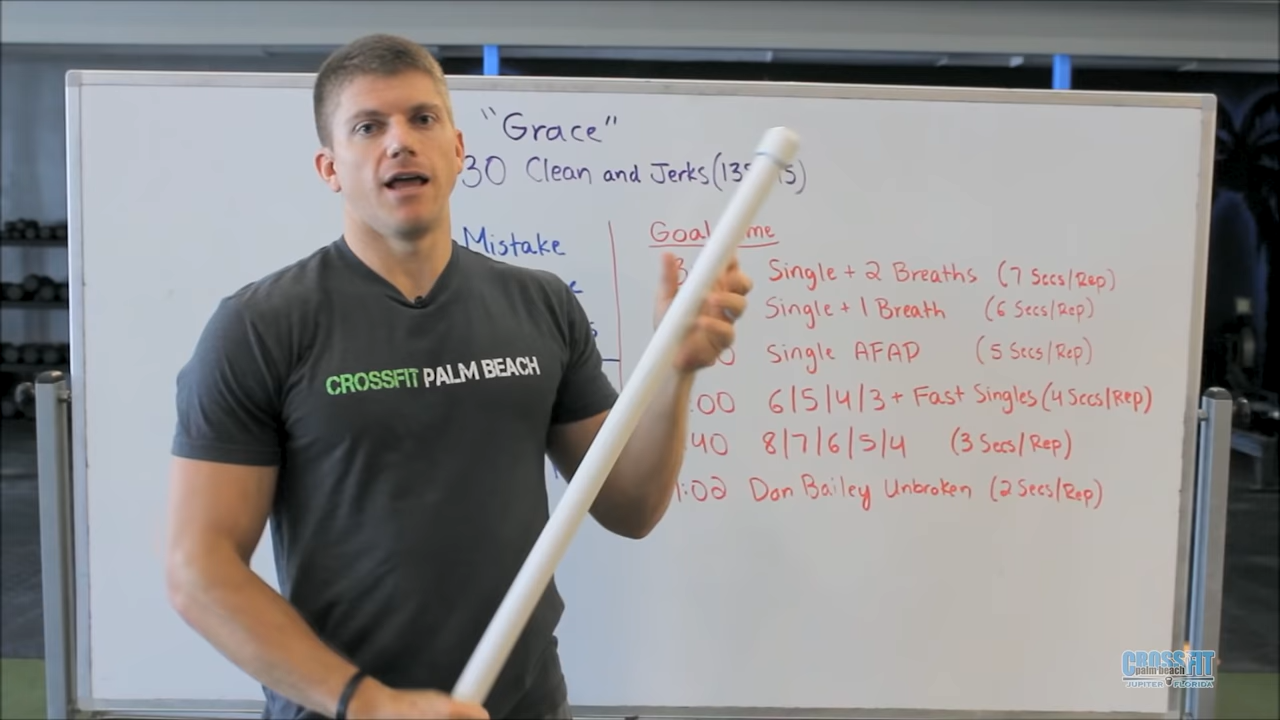 "Grace"
30 Clean and Jerks (135
Mistake
Goal
Single + 2 Breaths (7 Secs/Rep)
Single + 1 Breath (6 Secs/Rep)
Single AFAP (5 Secs/Rep)
:00 6/5/4/3 + Fast Singles (4 Secs/Rep)
:40 8/7/6/5/4 (3 Secs/Rep)
1:02 Dan Bailey Unbroken (2 Secs/Rep)
CROSSFIT PALM BEACH
CROSSFIT
palm beach
JUPITER FLORIDA